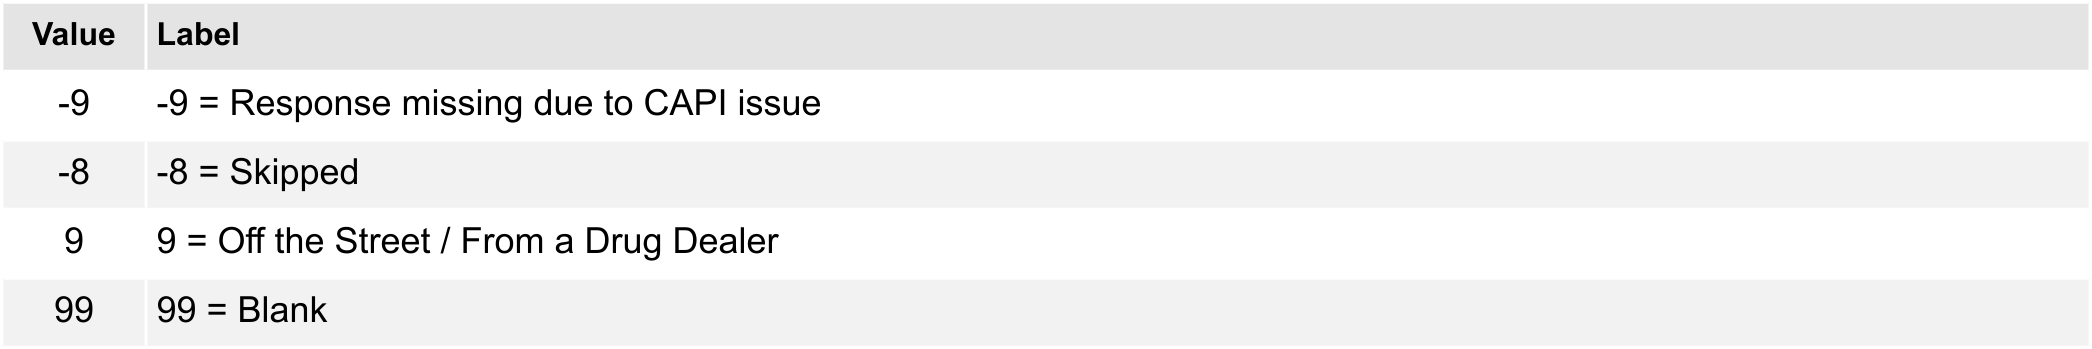 Value Label
-9 -9 = Response missing due to CAPI issue
-8 -8 = Skipped
9 9 = Off the Street / From a Drug Dealer
99 99 = Blank